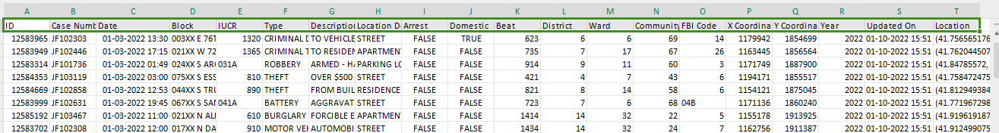 A B C D E F G H I J K L M N O P Q R S T
ID Case Numb Date Block IUCR Type Description Location De Arrest Domestic Beat District Ward Community FBI Code X Coordina Y Coordina Year Updated On Location
12583965 JF102303 01-03-2022 13:30 003XX E 76T 1320 CRIMINAL D TO VEHICLE STREET FALSE TRUE 623 6 6 69 14 1179942 1854699 2022 01-10-2022 15:51 (41.756565176
12583949 JF102446 01-03-2022 17:15 021XX W 72 1365 CRIMINAL T TO RESIDEN APARTMEN FALSE FALSE 735 7 17 67 26 1163445 1856564 2022 01-10-2022 15:51 (41.762044507
12583314 JF101736 01-03-2022 01:49 024XX S ARC 031A ROBBERY ARMED - HA PARKING LO FALSE FALSE 914 9 11 60 3 1171749 1887900 2022 01-10-2022 15:51 (41.84785572,
12584353 JF103119 01-03-2022 03:00 075XX S ESS 810 THEFT OVER $500 STREET FALSE FALSE 421 4 7 43 6 1194171 1855517 2022 01-10-2022 15:51 (41.758472475
12584669 JF102858 01-03-2022 12:53 044XX S TRU 890 THEFT FROM BUIL RESIDENCE FALSE FALSE 821 8 14 58 6 1154121 1875045 2022 01-10-2022 15:51 (41.812949384
12583999 JF102631 01-03-2022 19:45 067XX S SAN 041A BATTERY AGGRAVAT STREET FALSE FALSE 723 7 6 68 04B 1171136 1860240 2022 01-10-2022 15:51 (41.771967298
12585192 JF103467 01-03-2022 11:00 021XX N ALI 610 BURGLARY FORCIBLE E APARTMEN FALSE FALSE 1414 14 32 22 5 1155178 1913925 2022 01-10-2022 15:51 (41.919619187
12583702 JF102308 01-03-2022 12:00 017XX N DA 910 MOTOR VEH AUTOMOBI STREET FALSE FALSE 1434 14 32 24 7 1162756 1911387 2022 01-10-2022 15:51 (41.912499075